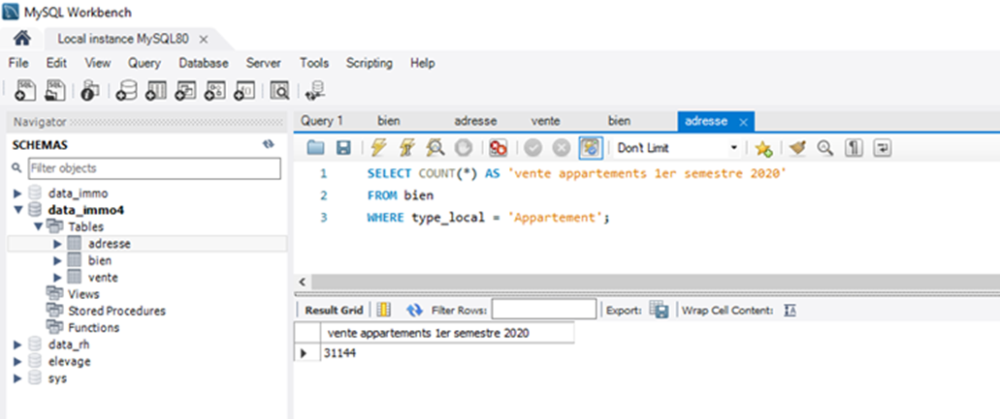 MySQL Workbench
Local instance MySQL80
File Edit View Query Database Server Tools Scripting Help
Navigator
SCHEMAS
Filter objects
data_immo
data_immo4
Tables
adresse
bien
vente
Views
Stored Procedures
Functions
data_rh
elevage
sys
Query 1 bien adresse vente bien adresse
Don't Limit
1 SELECT COUNT(*) AS 'vente appartements 1er semestre 2020'
2 FROM bien
3 WHERE type_local = 'Appartement';
Result Grid Filter Rows: Export: Wrap Cell Content:
vente appartements 1er semestre 2020
31144